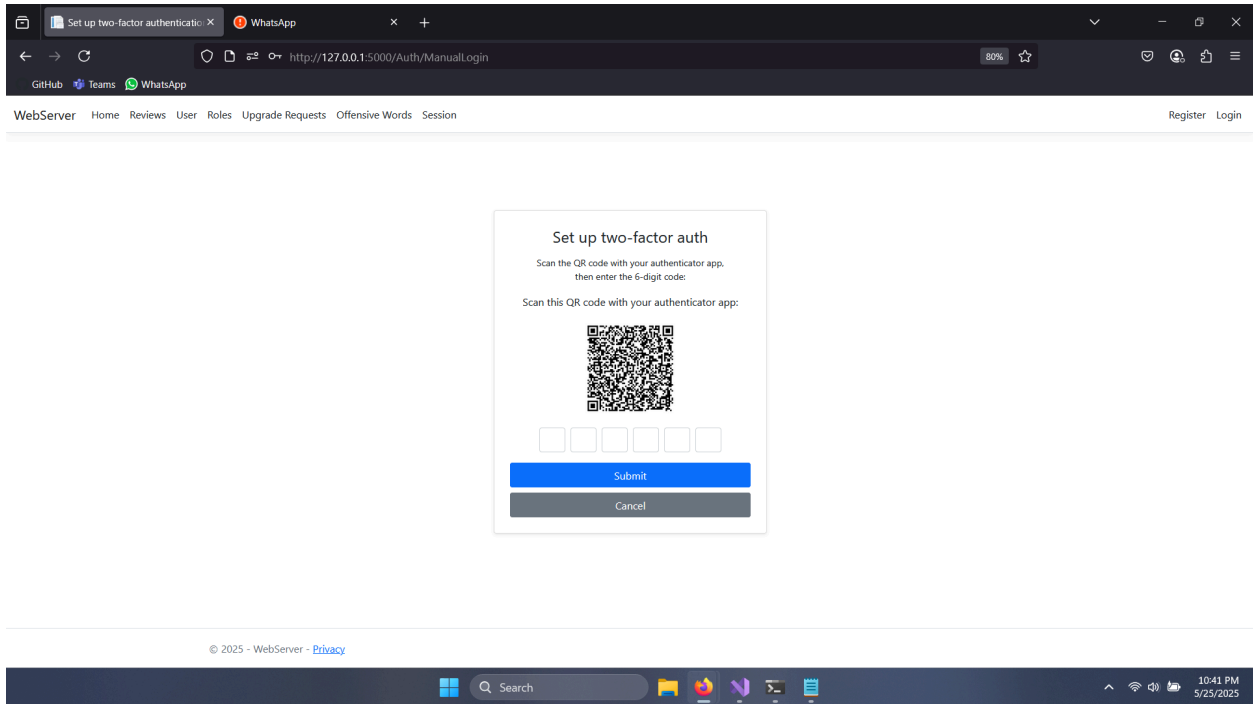 Set up two-factor authenticatio
WhatsApp
http://127.0.0.1:5000/Auth/ManualLogin
80%
GitHub Teams WhatsApp
WebServer Home Reviews User Roles Upgrade Requests Offensive Words Session Register Login
Set up two-factor auth
Scan the QR code with your authenticator app,
then enter the 6-digit code:
Scan this QR code with your authenticator app:
Submit
Cancel
© 2025 - WebServer - Privacy
Search
10:41 PM
5/25/2025